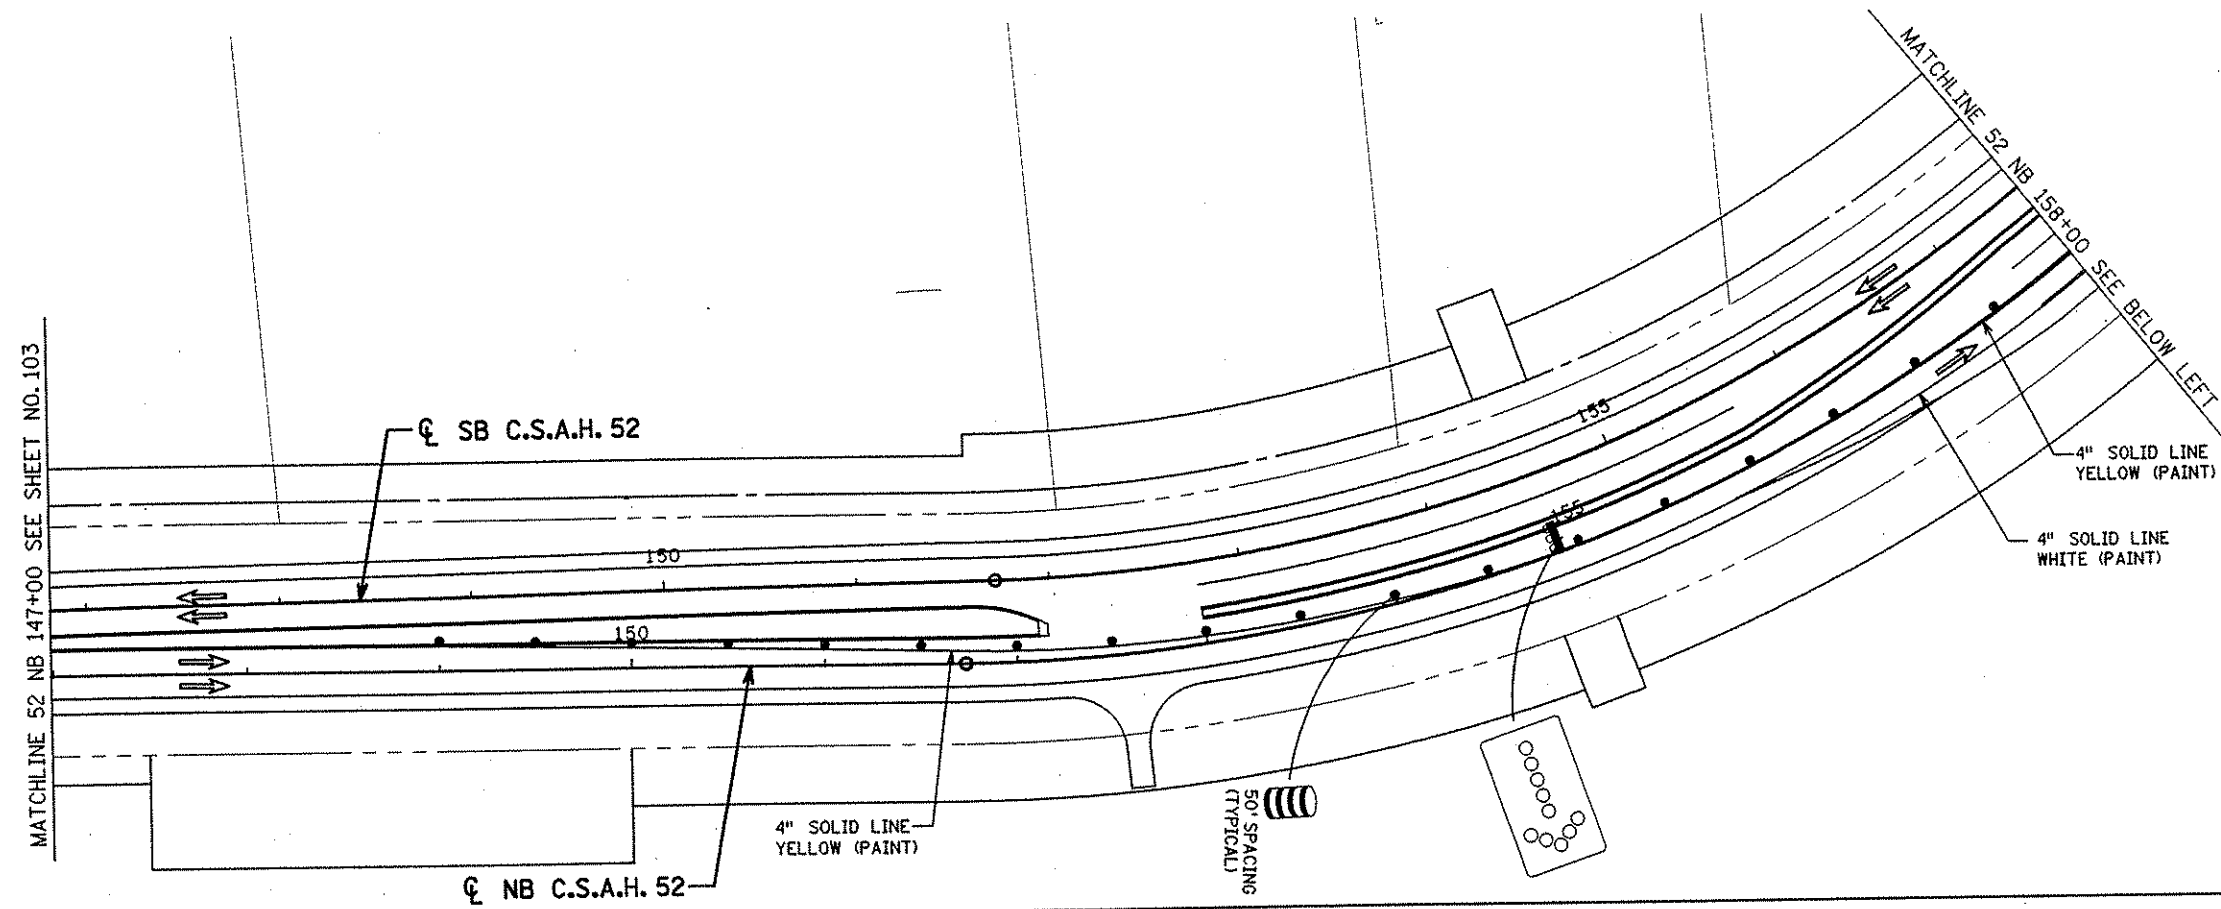 MATCHLINE 52 NB 147+00 SEE SHEET NO. 103
℄ SB C.S.A.H. 52
150
150
4" SOLID LINE
YELLOW (PAINT)
℄ NB C.S.A.H. 52
50' SPACING
(TYPICAL)
155
155
MATCHLINE 52 NB 158+00 SEE BELOW LEFT
4" SOLID LINE
YELLOW (PAINT)
4" SOLID LINE
WHITE (PAINT)